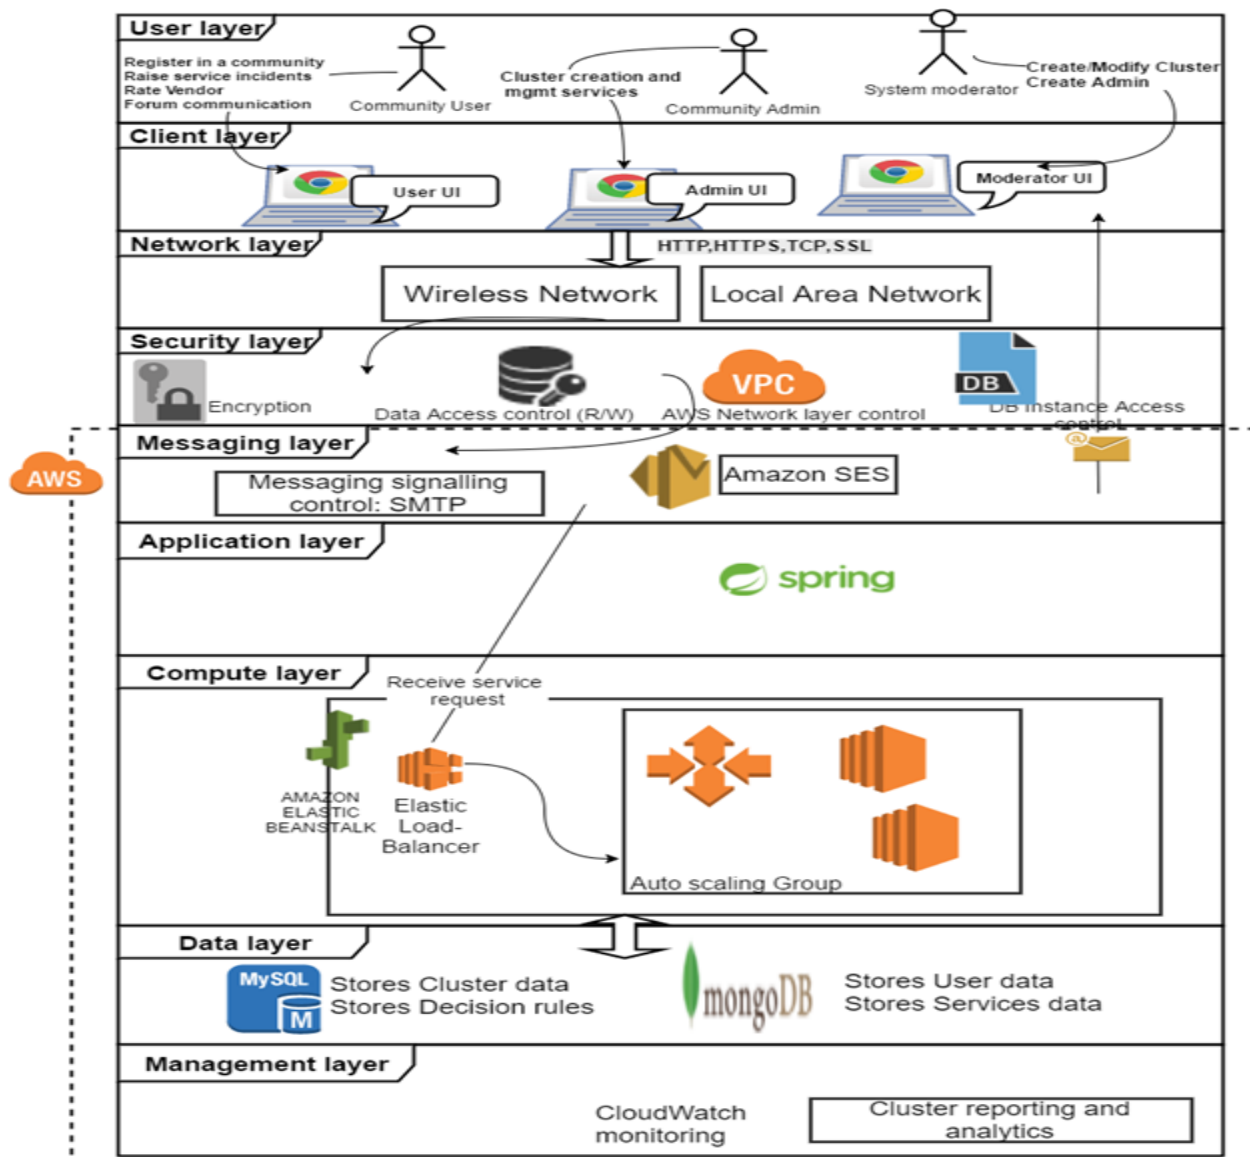 User layer
Register in a community
Raise service incidents
Rate Vendor
Forum communication
Community User
Cluster creation and
mgmt services
Community Admin
System moderator
Create/Modify Cluster
Create Admin
Client layer
User UI
Admin UI
Moderator UI
Network layer
HTTP,HTTPS,TCP,SSL
Wireless Network
Local Area Network
Security layer
Encryption
Data Access control (R/W)
VPC
AWS Network layer control
DB
DB Instance Access
control
AWS
Messaging layer
Messaging signalling
control: SMTP
Amazon SES
@
Application layer
spring
Compute layer
Receive service
request
AMAZON
ELASTIC
BEANSTALK
Elastic
Load-
Balancer
Auto scaling Group
Data layer
MySQL
M
Stores Cluster data
Stores Decision rules
mongoDB
Stores User data
Stores Services data
Management layer
CloudWatch
monitoring
Cluster reporting and
analytics